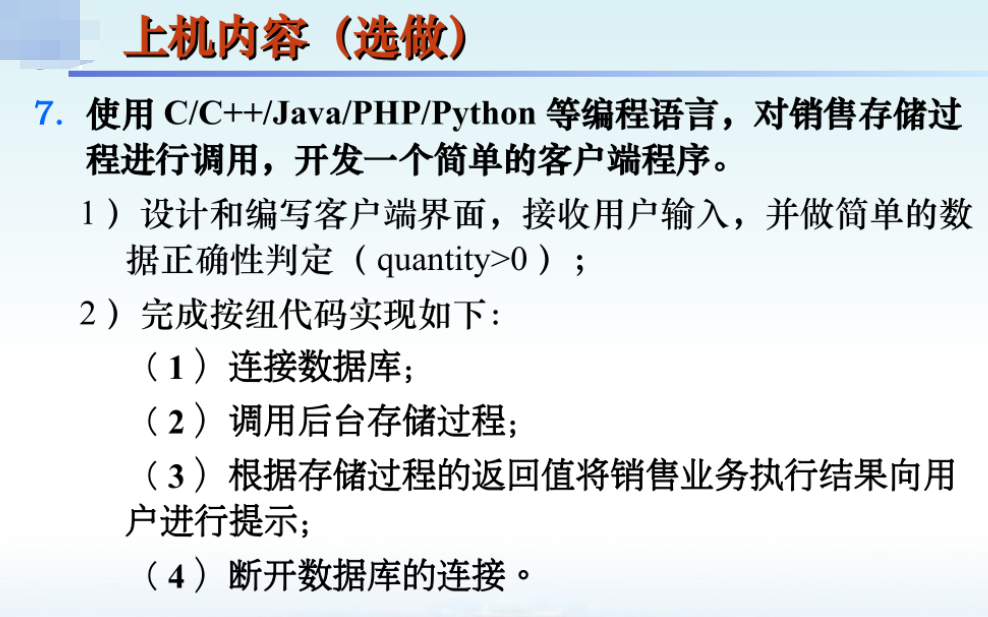 上机内容（选做）
7. 使用 C/C++/Java/PHP/Python 等编程语言，对销售存储过
程进行调用，开发一个简单的客户端程序。
1）设计和编写客户端界面，接收用户输入，并做简单的数
据正确性判定（quantity>0）；
2）完成按纽代码实现如下：
（1）连接数据库；
（2）调用后台存储过程；
（3）根据存储过程的返回值将销售业务执行结果向用
户进行提示；
（4）断开数据库的连接。